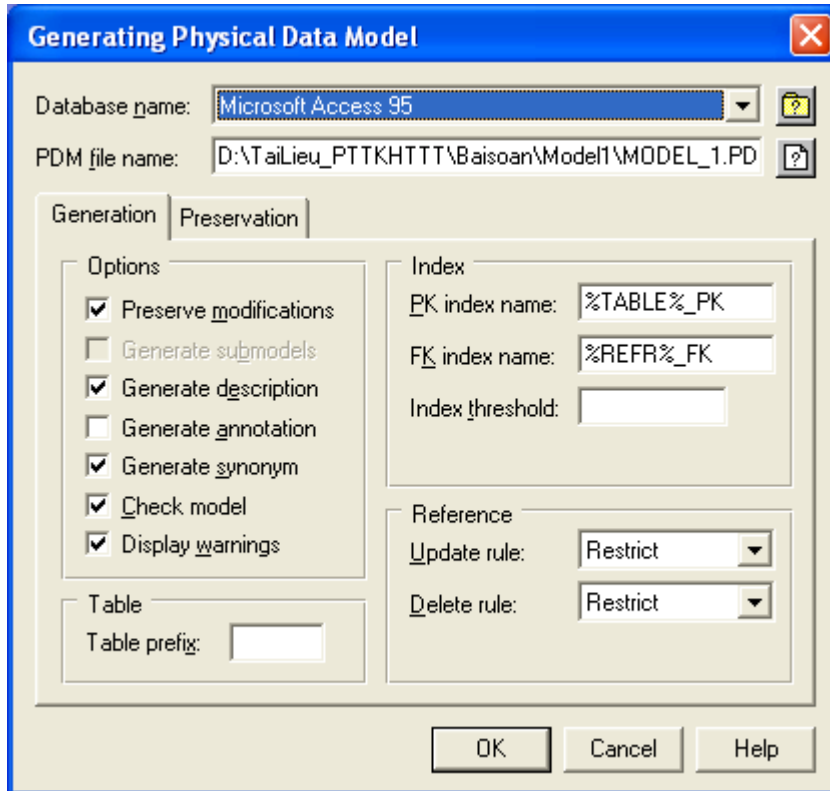 Generating Physical Data Model
Database name: Microsoft Access 95
PDM file name: D:\TaiLieu_PTTKHTTT\Baisoan\Model1\MODEL_1.PD
Generation Preservation
Options
Preserve modifications
Generate submodels
Generate description
Generate annotation
Generate synonym
Check model
Display warnings
Table
Table prefix:
Index
PK index name: %TABLE%_PK
FK index name: %REFR%_FK
Index threshold:
Reference
Update rule: Restrict
Delete rule: Restrict
OK Cancel Help